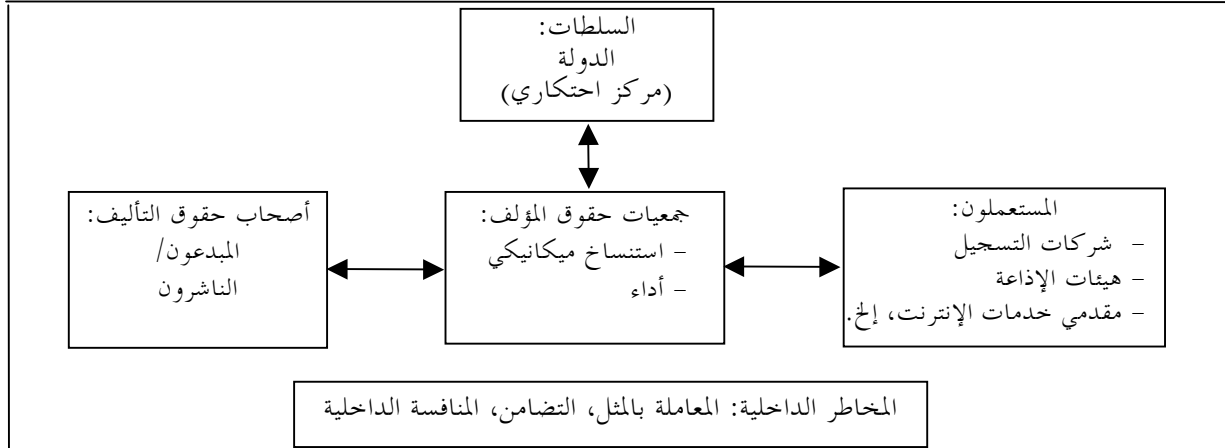 السلطات:
الدولة
(مركز احتكاري)
أصحاب حقوق التأليف:
المبدعون/
الناشرون
جمعيات حقوق المؤلف:
– استنساخ ميكانيكي
– أداء
المستعملون:
– شركات التسجيل
– هيئات الإذاعة
– مقدمي خدمات الإنترنت، إلخ.
المخاطر الداخلية: المعاملة بالمثل، التضامن، المنافسة الداخلية